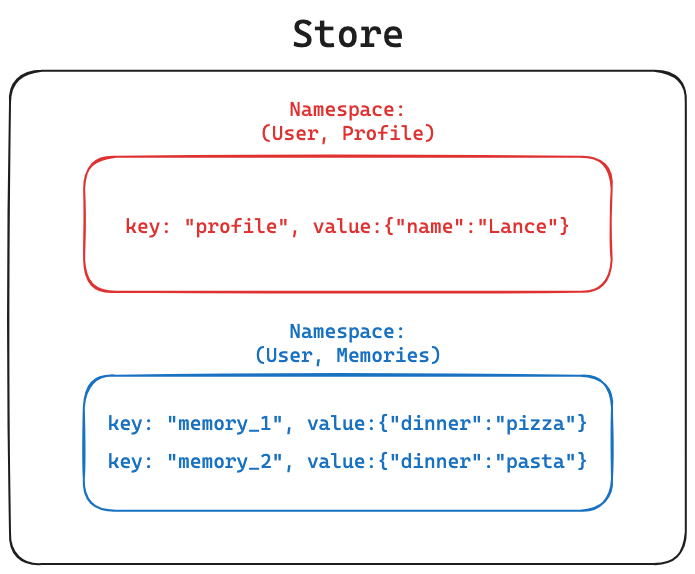 Store
Namespace:
(User, Profile)
key: "profile", value:{"name":"Lance"}
Namespace:
(User, Memories)
key: "memory_1", value:{"dinner":"pizza"}
key: "memory_2", value:{"dinner":"pasta"}